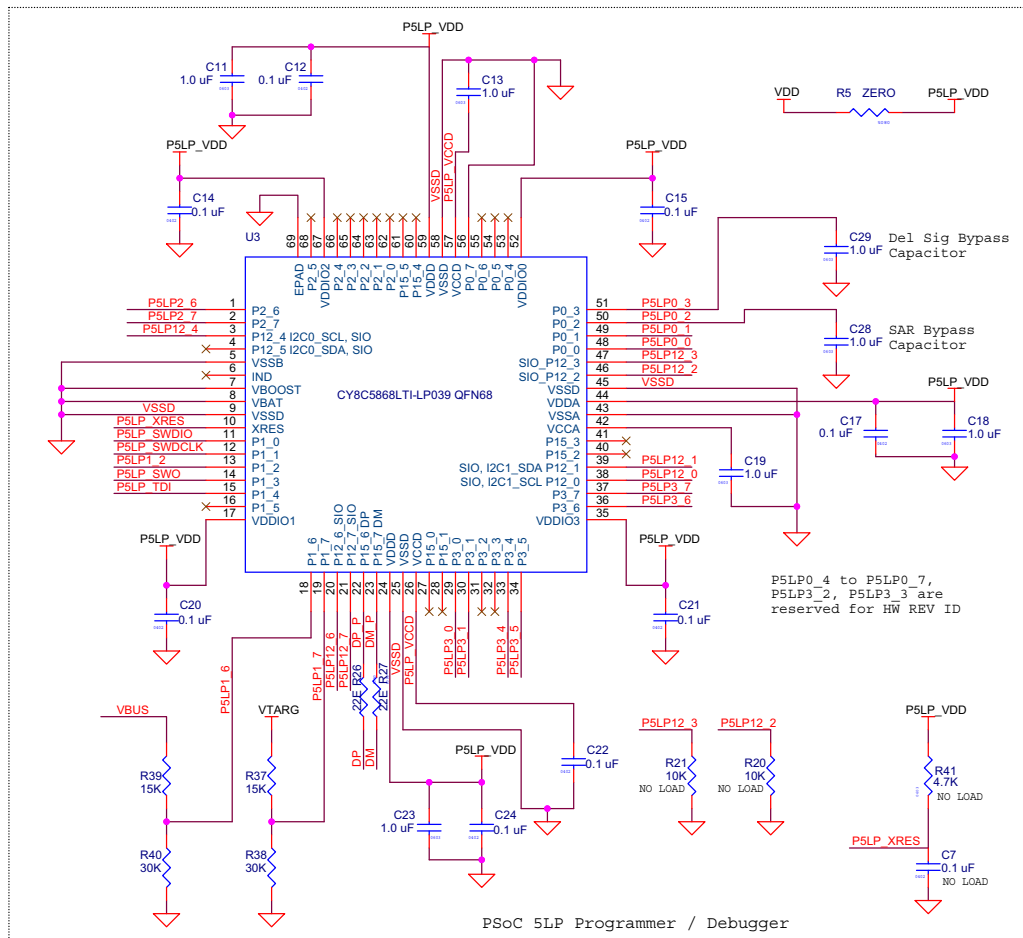 P5LP_VDD
C11
1.0 uF
C12
0.1 uF
C13
1.0 uF
VDD
R5 ZERO
P5LP_VDD
P5LP_VDD
C14
0.1 uF
VSSD
P5LP_VCCD
P5LP_VDD
C15
0.1 uF
U3
69 68 67 66 65 64 63 62 61 60 59 58 57 56 55 54 53 52
EPAD P2_5 VDDIO2 P2_4 P2_3 P2_2 P2_1 P2_0 P15_5 P15_4 VDDD VSSD VCCD P0_7 P0_6 P0_5 P0_4 VDDIO0
C29
1.0 uF
Del Sig Bypass
Capacitor
C28
1.0 uF
SAR Bypass
Capacitor
P5LP2_6 1 P2_6
P5LP2_7 2 P2_7
P5LP12_4 3 P12_4 I2C0_SCL, SIO
4 P12_5 I2C0_SDA, SIO
5 VSSB
6 IND
7 VBOOST
8 VBAT
VSSD 9 VSSD
P5LP_XRES 10 XRES
P5LP_SWDIO 11 P1_0
P5LP_SWDCLK 12 P1_1
P5LP1_2 13 P1_2
P5LP_SWO 14 P1_3
P5LP_TDI 15 P1_4
16 P1_5
17 VDDIO1
CY8C5868LTI-LP039 QFN68
P0_3 51 P5LP0_3
P0_2 50 P5LP0_2
P0_1 49 P5LP0_1
P0_0 48 P5LP0_0
SIO_P12_3 47 P5LP12_3
SIO_P12_2 46 P5LP12_2
VSSD 45 VSSD
VDDA 44
VSSA 43
VCCA 42
P15_3 41
P15_2 40
SIO, I2C1_SDA P12_1 39 P5LP12_1
SIO, I2C1_SCL P12_0 38 P5LP12_0
P3_7 37 P5LP3_7
P3_6 36 P5LP3_6
VDDIO3 35
P5LP_VDD
C17
0.1 uF
C18
1.0 uF
C19
1.0 uF
P1_6 P1_7 P12_6_SIO P12_7_SIO P15_6 DP P15_7 DM VDDD VSSD VCCD P15_0 P15_1 P3_0 P3_1 P3_2 P3_3 P3_4 P3_5
18 19 20 21 22 23 24 25 26 27 28 29 30 31 32 33 34
P5LP_VDD
C20
0.1 uF
P5LP1_6
P5LP1_7
P5LP12_6
P5LP12_7
DP_P
DM_P
VSSD
P5LP_VCCD
P5LP3_0
P5LP3_1
P5LP3_4
P5LP3_5
22E R26
22E R27
DP
DM
P5LP_VDD
C21
0.1 uF
P5LP0_4 to P5LP0_7,
P5LP3_2, P5LP3_3 are
reserved for HW REV ID
VBUS
R39
15K
R40
30K
VTARG
R37
15K
R38
30K
P5LP_VDD
C23
1.0 uF
C24
0.1 uF
C22
0.1 uF
P5LP12_3
R21
10K
NO LOAD
P5LP12_2
R20
10K
NO LOAD
P5LP_VDD
R41
4.7K
NO LOAD
P5LP_XRES
C7
0.1 uF
NO LOAD
PSoC 5LP Programmer / Debugger